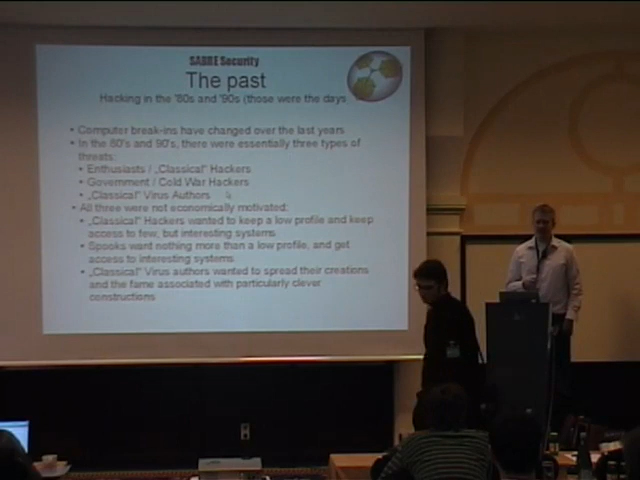 SABRE Security
The past
Hacking in the '80s and '90s (those were the days
• Computer break-ins have changed over the last years
• In the 80's and 90's, there were essentially three types of
threats:
• Enthusiasts / „Classical" Hackers
• Government / Cold War Hackers
• „Classical" Virus Authors
• All three were not economically motivated:
• „Classical" Hackers wanted to keep a low profile and keep
access to few, but interesting systems
• Spooks want nothing more than a low profile, and get
access to interesting systems
• „Classical" Virus authors wanted to spread their creations
and the fame associated with particularly clever
constructions